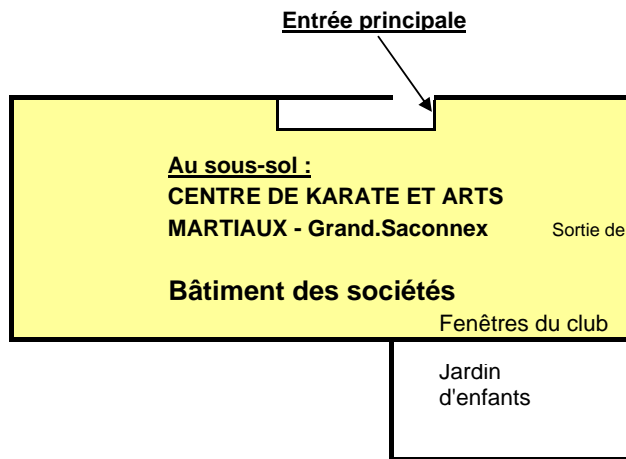 Entrée principale
Au sous-sol :
CENTRE DE KARATE ET ARTS
MARTIAUX - Grand.Saconnex
Sortie de
Bâtiment des sociétés
Fenêtres du club
Jardin
d'enfants